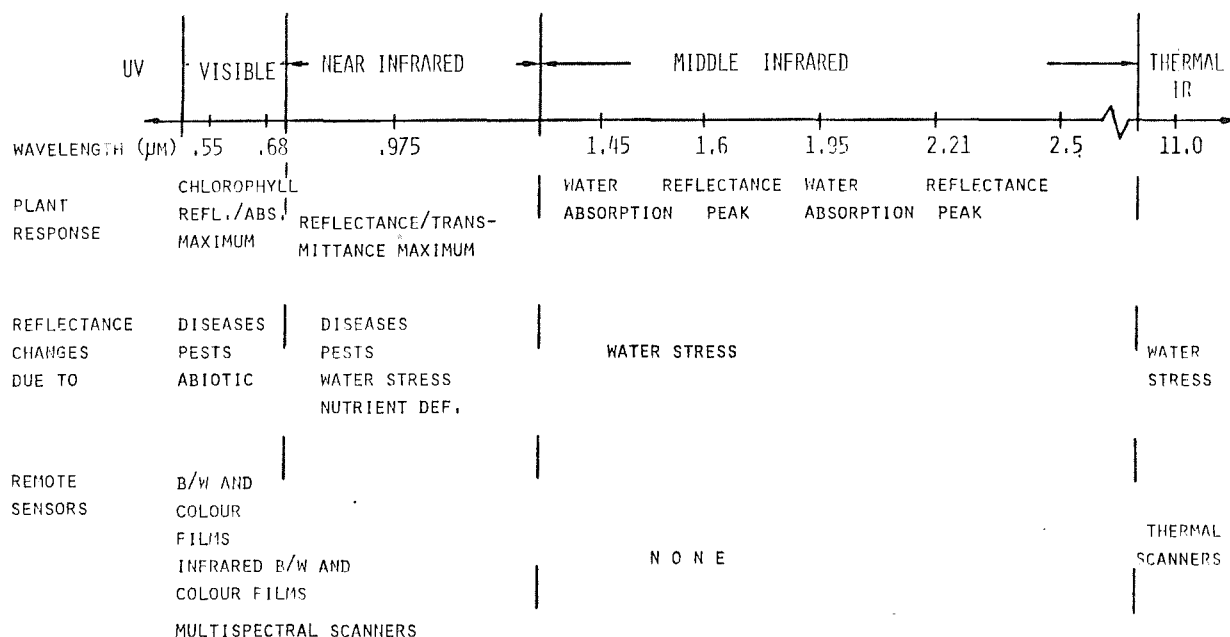 UV VISIBLE NEAR INFRARED MIDDLE INFRARED THERMAL
IR
WAVELENGTH (µM) .55 .68 .975 1.45 1.6 1.95 2.21 2.5 11.0
PLANT
RESPONSE
CHLOROPHYLL
REFL./ABS.
MAXIMUM
REFLECTANCE/TRANS-
MITTANCE MAXIMUM
WATER
ABSORPTION
REFLECTANCE
PEAK
WATER
ABSORPTION
REFLECTANCE
PEAK
REFLECTANCE
CHANGES
DUE TO
DISEASES
PESTS
ABIOTIC
DISEASES
PESTS
WATER STRESS
NUTRIENT DEF.
WATER STRESS
WATER
STRESS
REMOTE
SENSORS
B/W AND
COLOUR
FILMS
INFRARED B/W AND
COLOUR FILMS
MULTISPECTRAL SCANNERS
N O N E
THERMAL
SCANNERS